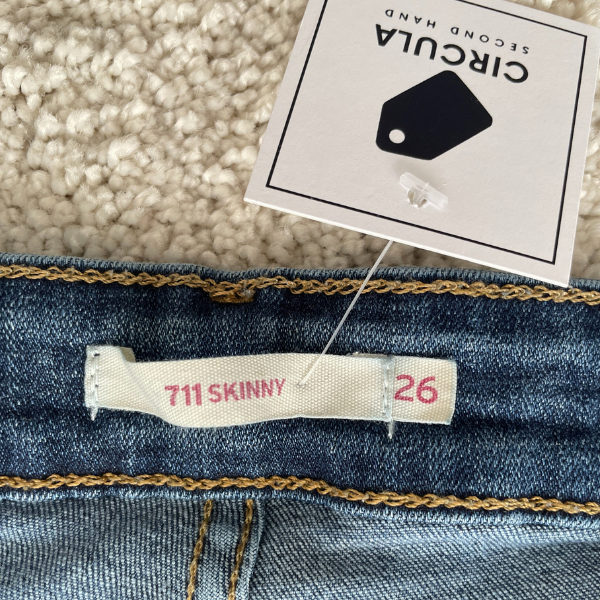 CIRCULA
SECOND HAND
711 SKINNY
26